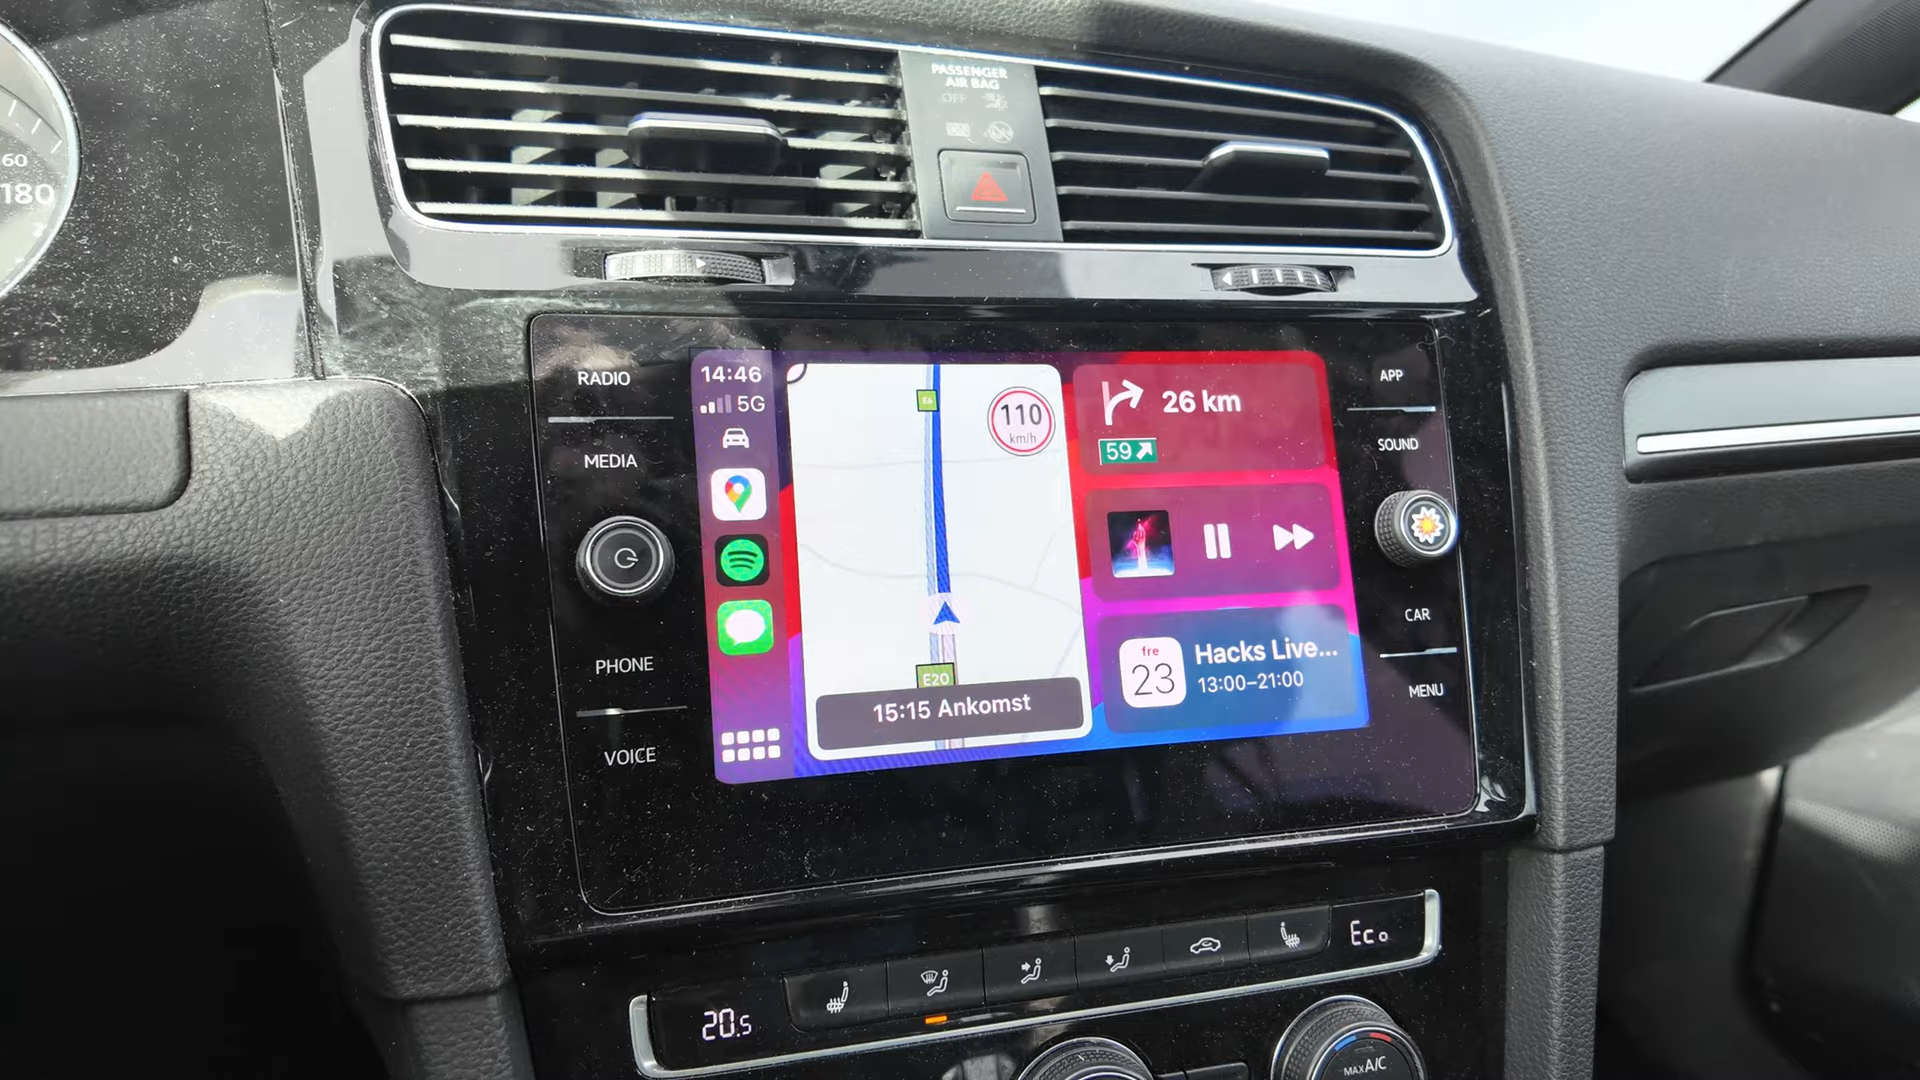 PASSENGER
AIR BAG
OFF
60
180
2
RADIO
MEDIA
PHONE
VOICE
14:46
5G
E6
110
km/h
E20
15:15 Ankomst
26 km
59
fre
23
Hacks Live...
13:00–21:00
APP
SOUND
CAR
MENU
20.5
Eco
MAX A/C